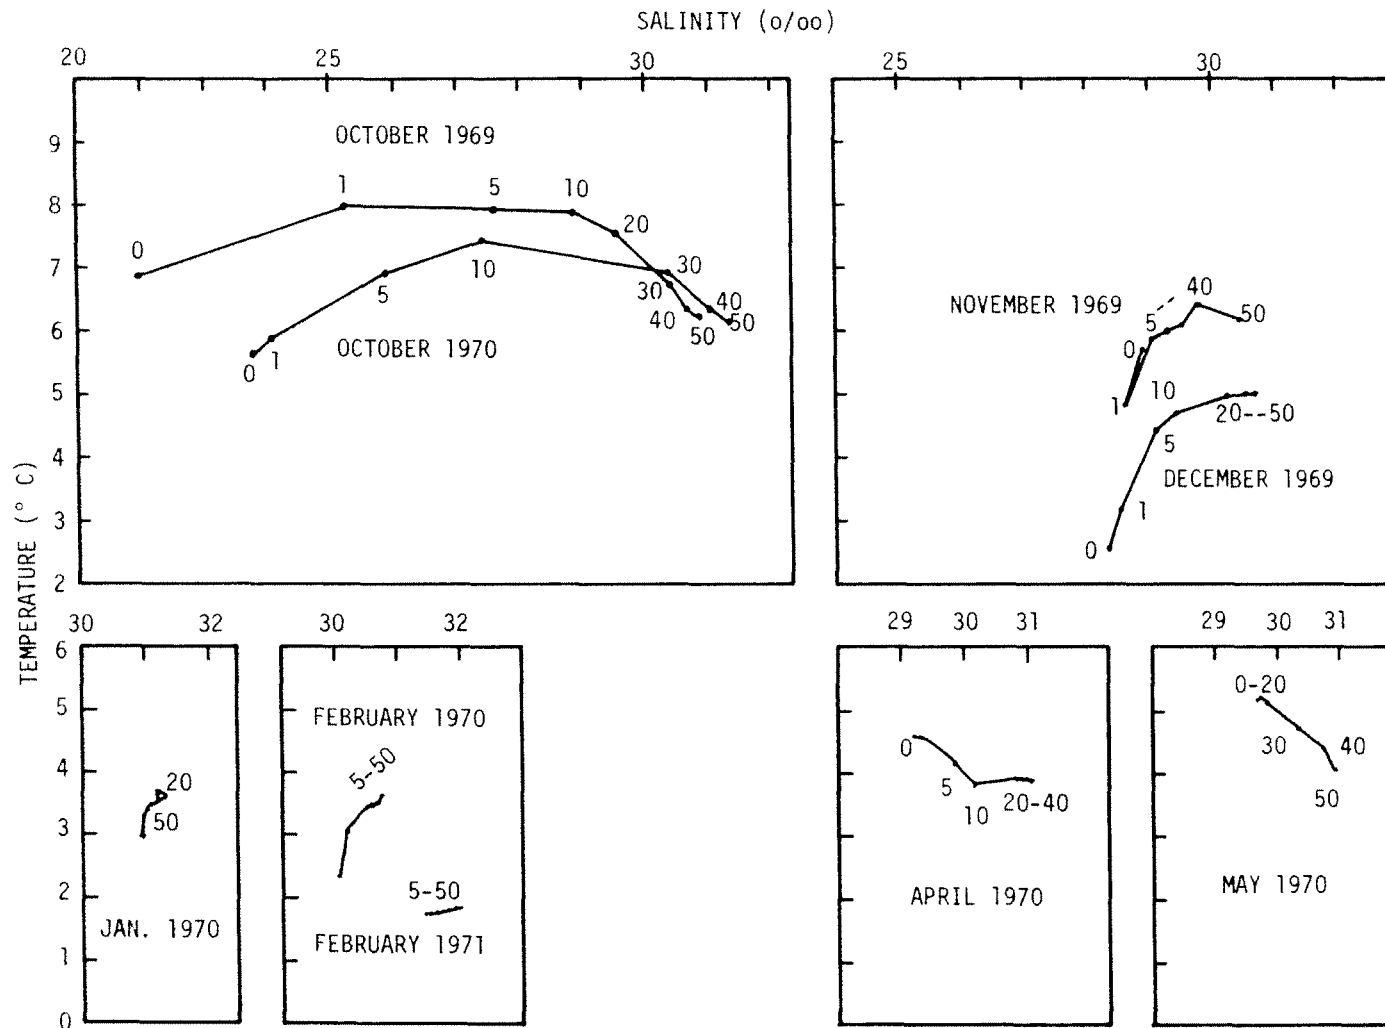 SALINITY (o/oo)
20 25 30 25 30
9
8
7
6
5
4
3
2
TEMPERATURE (° C)
OCTOBER 1969
0 1 5 10 20 30 40 50
OCTOBER 1970
0 1 5 10 30 40 50
NOVEMBER 1969
0 1 5 10 40 50
DECEMBER 1969
0 1 5 20--50
30 32
6
5
4
3
2
1
0
20
50
JAN. 1970
30 32
FEBRUARY 1970
5-50
5-50
FEBRUARY 1971
29 30 31
0
5
10
20-40
APRIL 1970
29 30 31
0-20
30
40
50
MAY 1970